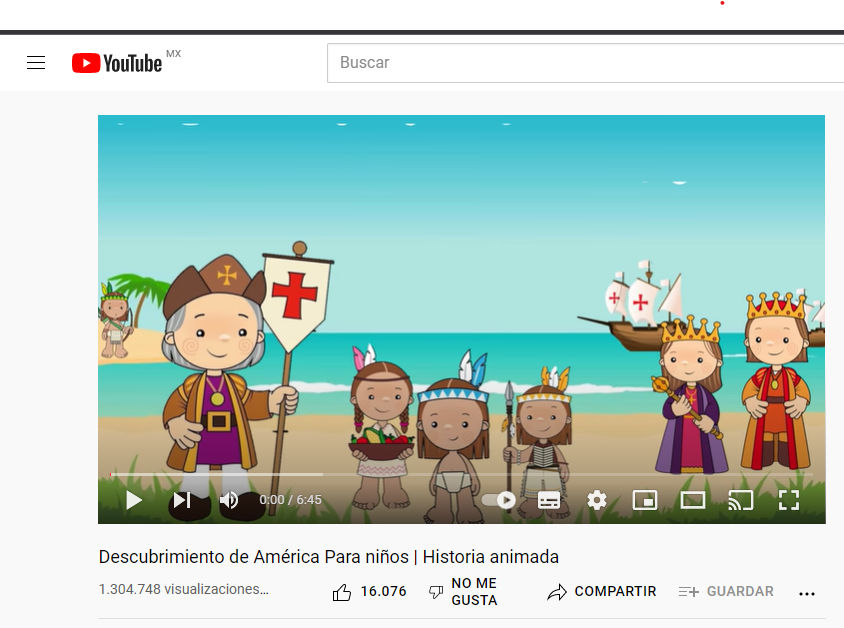 YouTube MX
Buscar
0:00 / 6:45
Descubrimiento de América Para niños | Historia animada
1.304.748 visualizaciones…
16.076
NO ME
GUSTA
COMPARTIR
GUARDAR